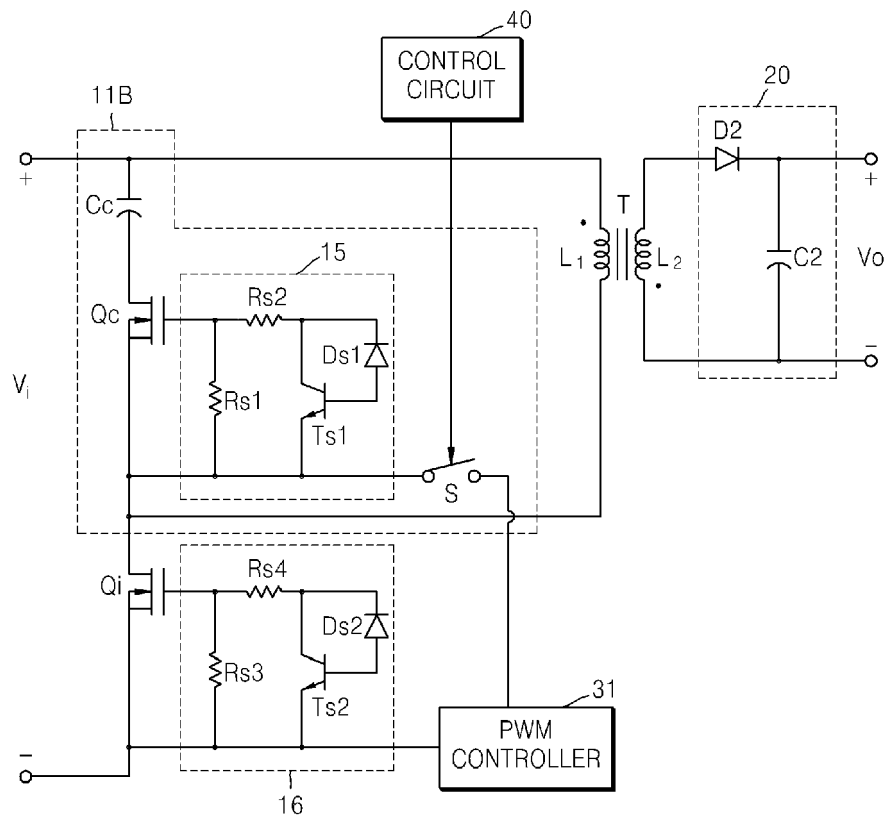 40
CONTROL
CIRCUIT
11B
20
D2
+
+
Cc
T
15
L1
L2
C2
Vo
Rs2
Qc
Ds1
Vi
Rs1
Ts1
−
S
Rs4
Qi
Ds2
Rs3
31
Ts2
PWM
CONTROLLER
−
16